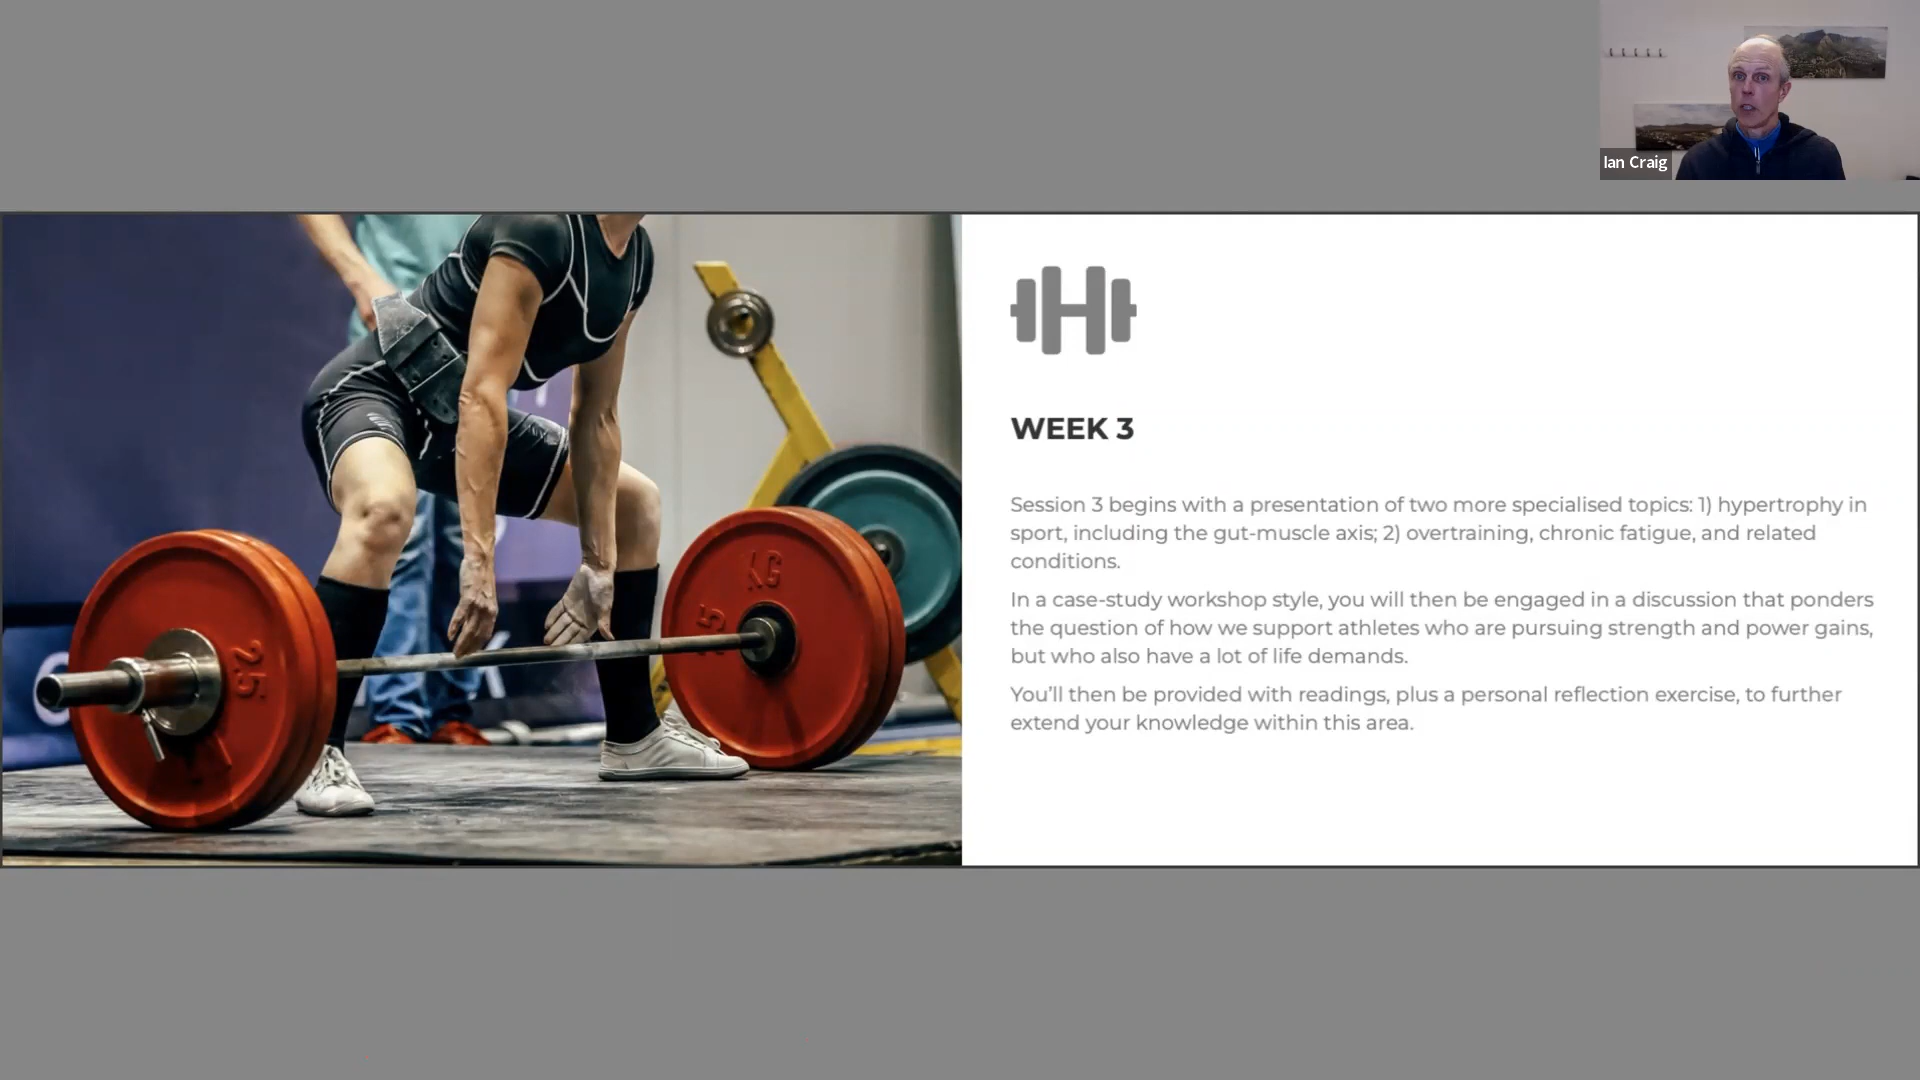 Ian Craig
25
KG
WEEK 3
Session 3 begins with a presentation of two more specialised topics: 1) hypertrophy in
sport, including the gut-muscle axis; 2) overtraining, chronic fatigue, and related
conditions.
In a case-study workshop style, you will then be engaged in a discussion that ponders
the question of how we support athletes who are pursuing strength and power gains,
but who also have a lot of life demands.
You’ll then be provided with readings, plus a personal reflection exercise, to further
extend your knowledge within this area.